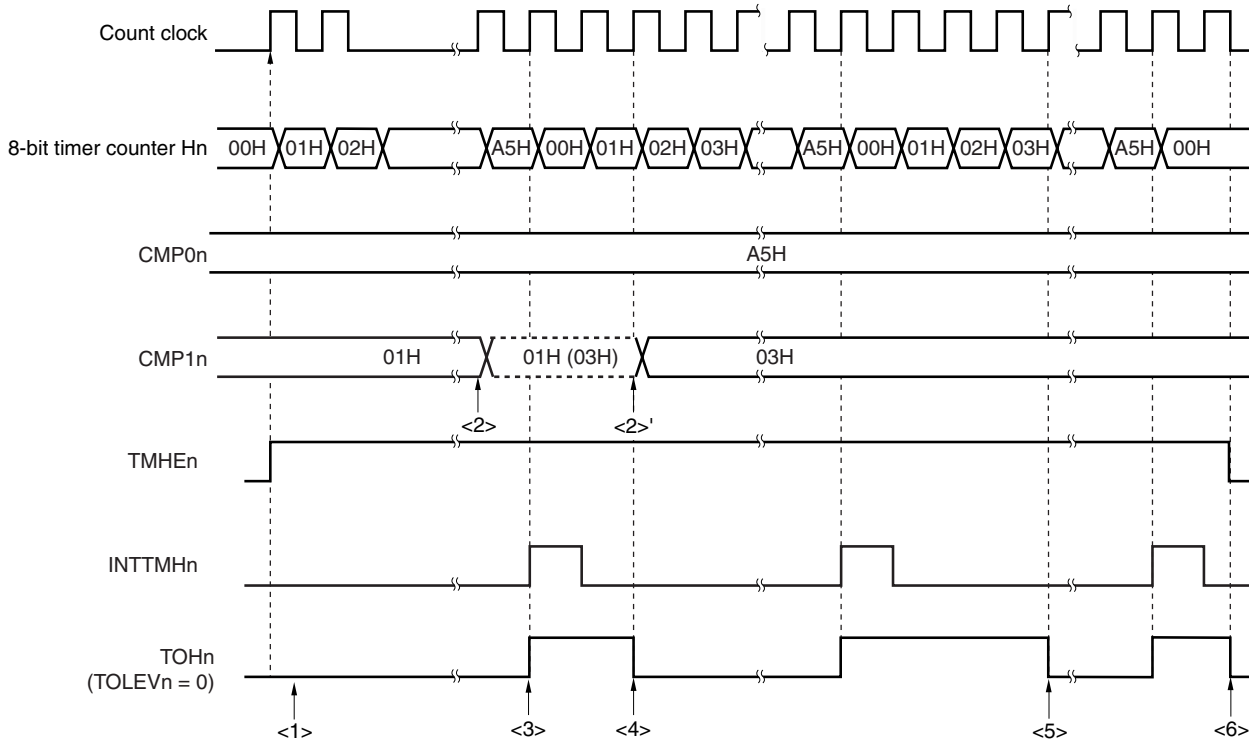 Count clock
8-bit timer counter Hn
00H 01H 02H A5H 00H 01H 02H 03H A5H 00H 01H 02H 03H A5H 00H
CMP0n
A5H
CMP1n
01H 01H (03H) 03H
<2> <2>'
TMHEn
INTTMHn
TOHn
(TOLEVn = 0)
<1> <3> <4> <5> <6>